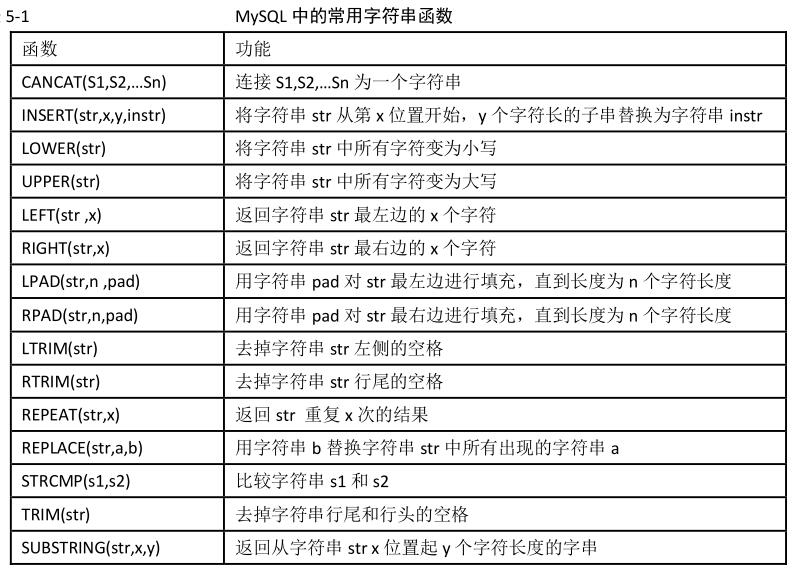 5-1 MySQL 中的常用字符串函数
函数 功能
CANCAT(S1,S2,...Sn) 连接 S1,S2,...Sn 为一个字符串
INSERT(str,x,y,instr) 将字符串 str 从第 x 位置开始，y 个字符长的子串替换为字符串 instr
LOWER(str) 将字符串 str 中所有字符变为小写
UPPER(str) 将字符串 str 中所有字符变为大写
LEFT(str ,x) 返回字符串 str 最左边的 x 个字符
RIGHT(str,x) 返回字符串 str 最右边的 x 个字符
LPAD(str,n ,pad) 用字符串 pad 对 str 最左边进行填充，直到长度为 n 个字符长度
RPAD(str,n,pad) 用字符串 pad 对 str 最右边进行填充，直到长度为 n 个字符长度
LTRIM(str) 去掉字符串 str 左侧的空格
RTRIM(str) 去掉字符串 str 行尾的空格
REPEAT(str,x) 返回 str 重复 x 次的结果
REPLACE(str,a,b) 用字符串 b 替换字符串 str 中所有出现的字符串 a
STRCMP(s1,s2) 比较字符串 s1 和 s2
TRIM(str) 去掉字符串行尾和行头的空格
SUBSTRING(str,x,y) 返回从字符串 str x 位置起 y 个字符长度的字串